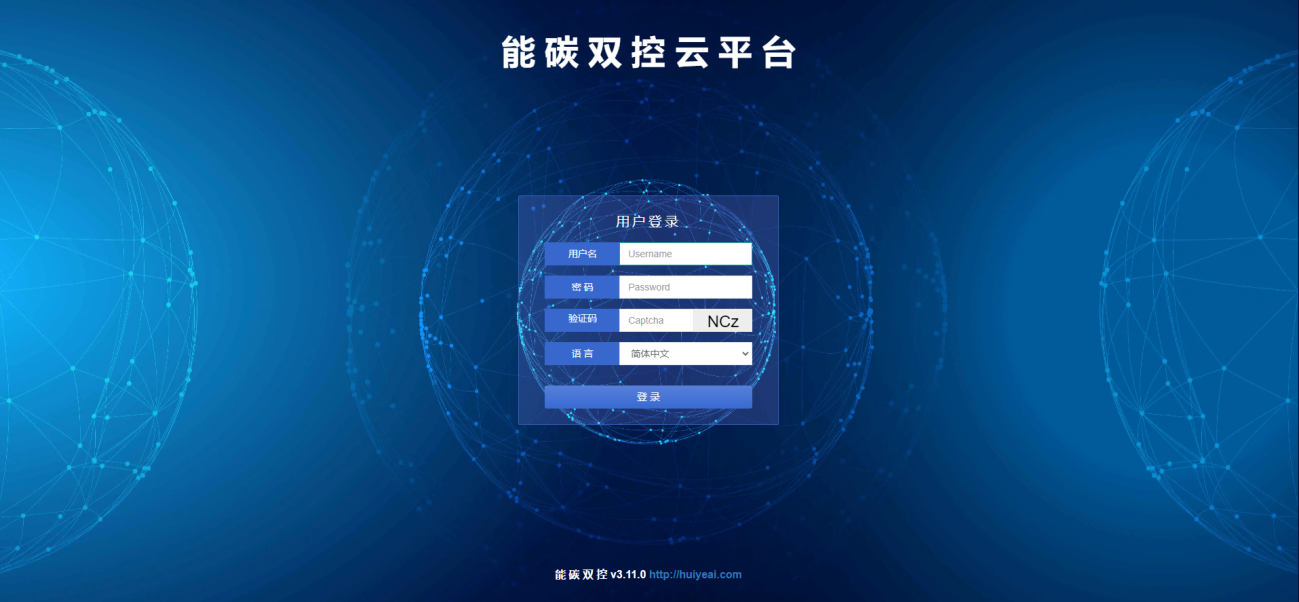 能碳双控云平台
用户登录
用户名 Username
密 码 Password
验证码 Captcha NCz
语 言 简体中文
登 录
能 碳 双 控 v3.11.0 http://huiyeai.com